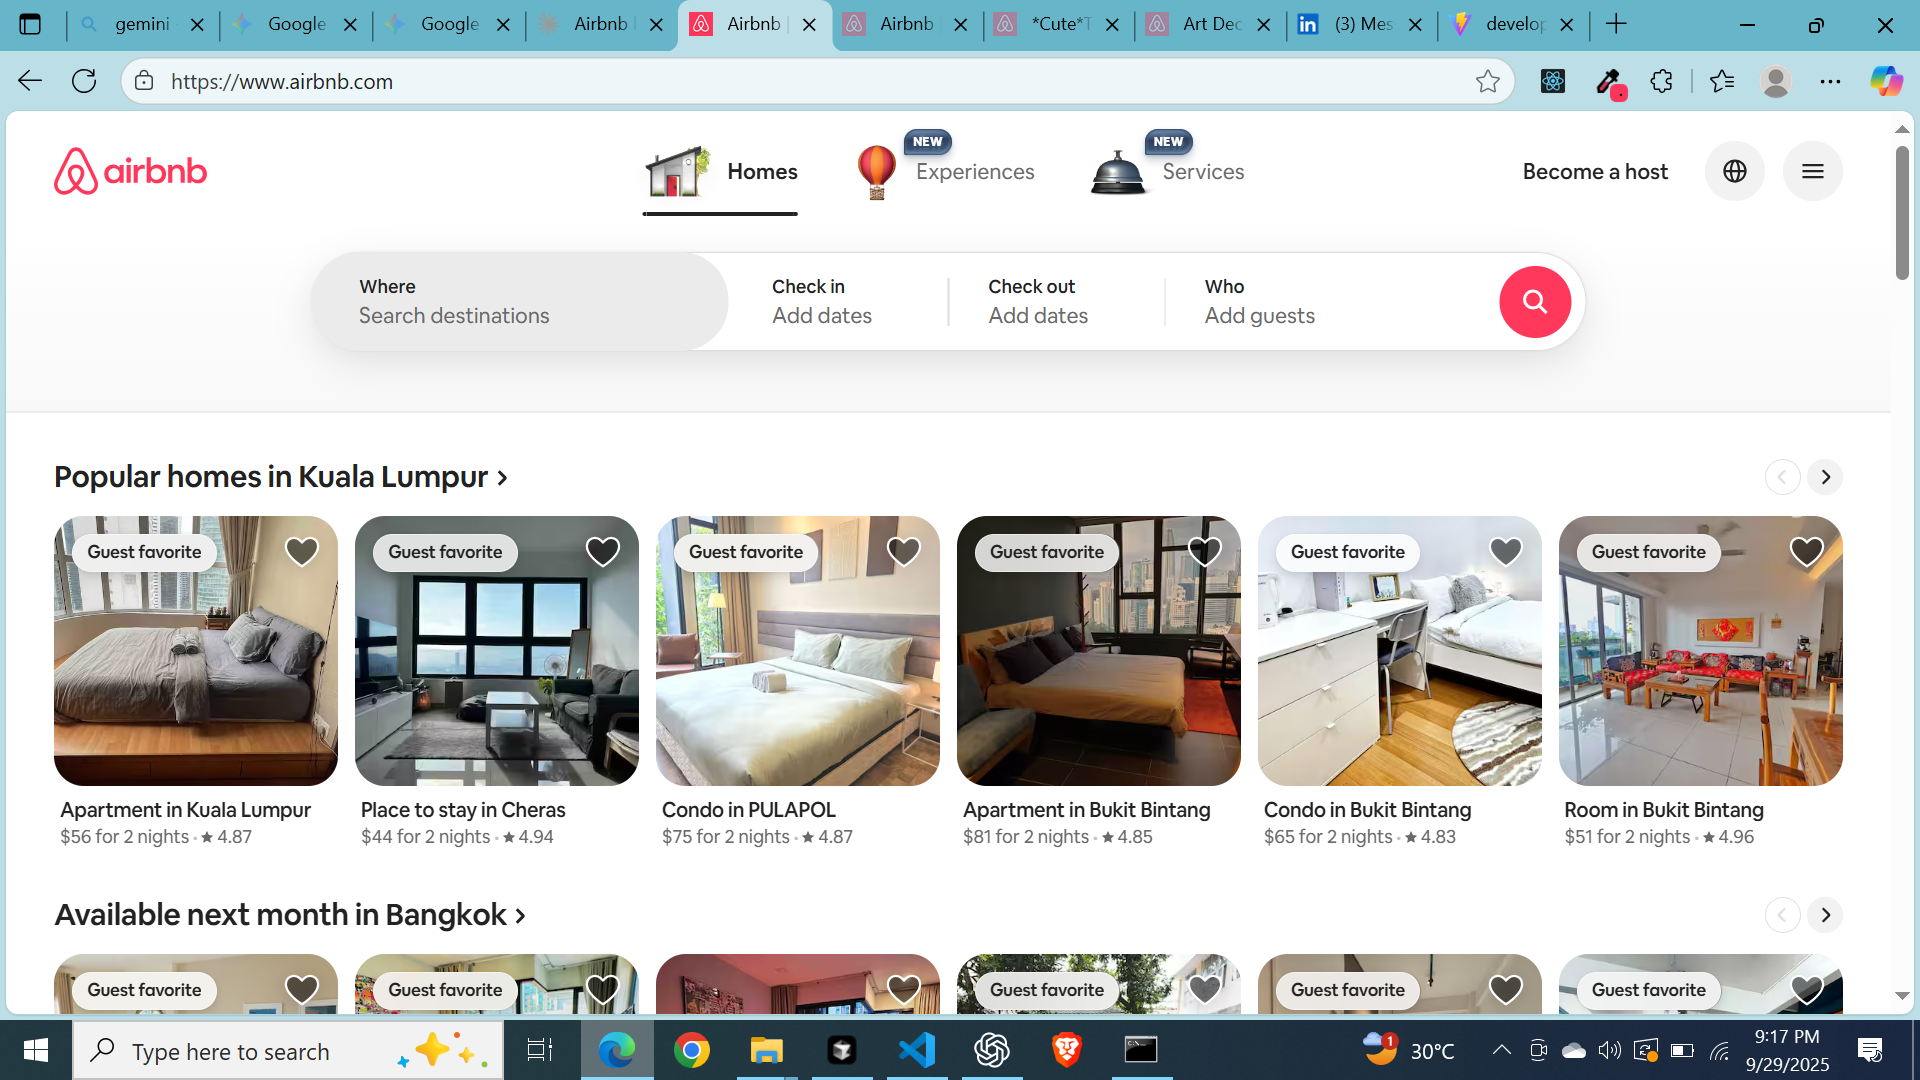 gemini
Google
Google
Airbnb
Airbnb
Airbnb
*Cute*T
Art Dec
(3) Mes
develop
https://www.airbnb.com
airbnb
Homes
NEW
Experiences
NEW
Services
Become a host
Where
Search destinations
Check in
Add dates
Check out
Add dates
Who
Add guests
Popular homes in Kuala Lumpur
Guest favorite
Guest favorite
Guest favorite
Guest favorite
Guest favorite
Guest favorite
Apartment in Kuala Lumpur
$56 for 2 nights · ★ 4.87
Place to stay in Cheras
$44 for 2 nights · ★ 4.94
Condo in PULAPOL
$75 for 2 nights · ★ 4.87
Apartment in Bukit Bintang
$81 for 2 nights · ★ 4.85
Condo in Bukit Bintang
$65 for 2 nights · ★ 4.83
Room in Bukit Bintang
$51 for 2 nights · ★ 4.96
Available next month in Bangkok
Guest favorite
Guest favorite
Guest favorite
Guest favorite
Guest favorite
Guest favorite
Type here to search
1
30°C
9:17 PM
9/29/2025